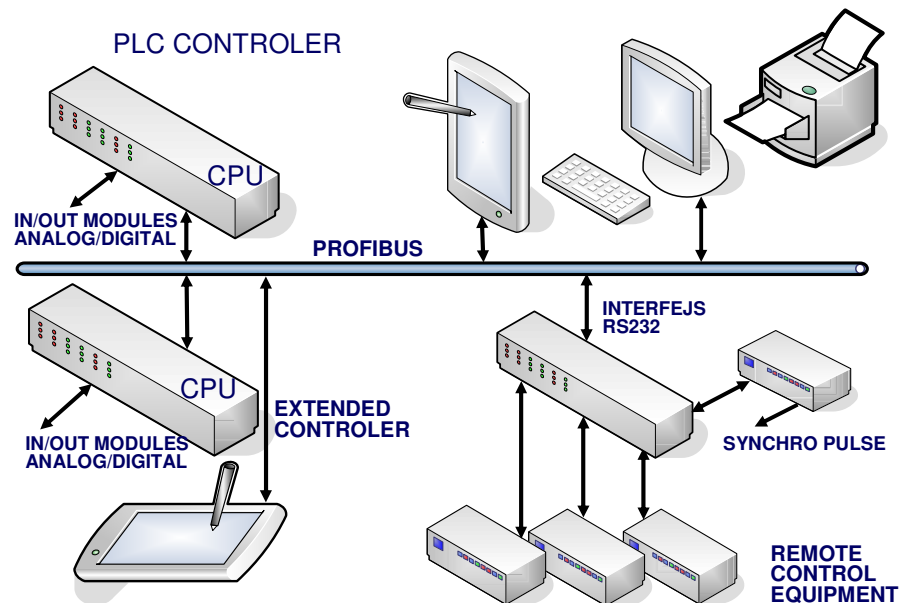 PLC CONTROLER
CPU
IN/OUT MODULES
ANALOG/DIGITAL
PROFIBUS
INTERFEJS
RS232
CPU
EXTENDED
CONTROLER
IN/OUT MODULES
ANALOG/DIGITAL
SYNCHRO PULSE
REMOTE
CONTROL
EQUIPMENT